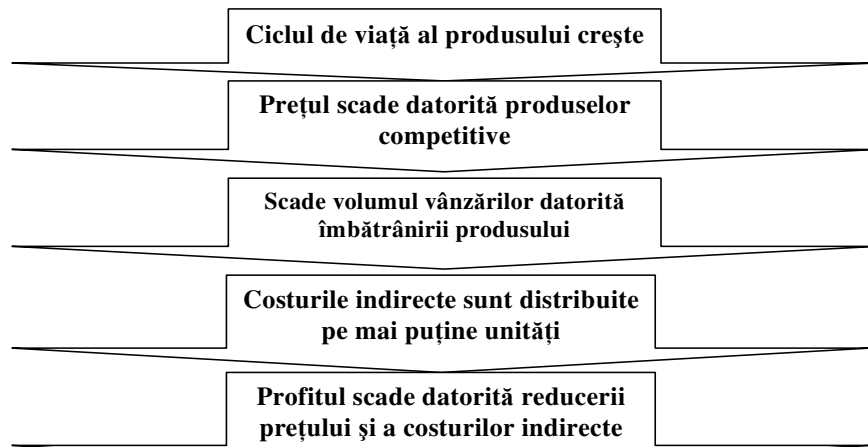 Ciclul de viață al produsului creşte
Prețul scade datorită produselor
competitive
Scade volumul vânzărilor datorită
îmbătrânirii produsului
Costurile indirecte sunt distribuite
pe mai puține unități
Profitul scade datorită reducerii
prețului şi a costurilor indirecte